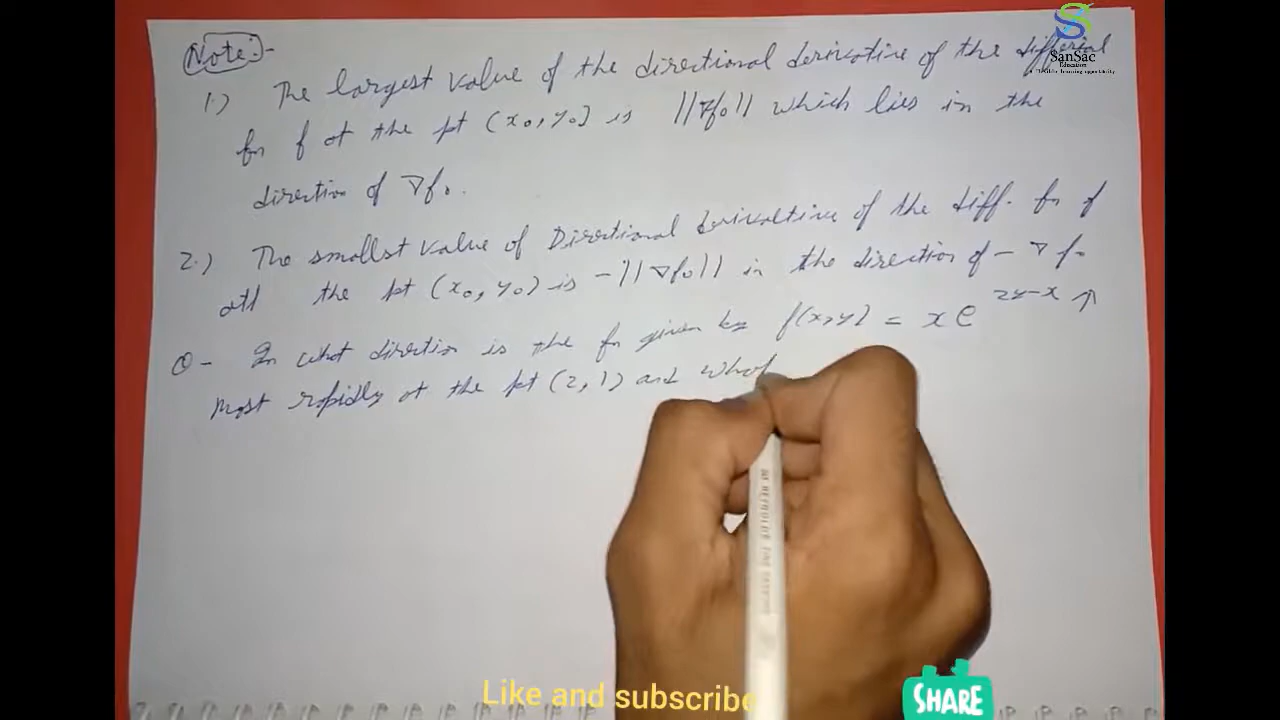 Note:-
1.) The largest value of the directional derivative of the
fn f at the pt (x₀, y₀) is ||∇f₀|| which lies in the
direction of ∇f₀.
2.) The smallest value of Directional Derivative of the diff. fn f
at the pt (x₀, y₀) is -||∇f₀|| in the direction of -∇f₀
Q- In what direction is the fn given by f(x,y) = x e^{2y-x} ↑
most rapidly at the pt (2,1) and what
SanSac
Education
Like and subscribe
SHARE